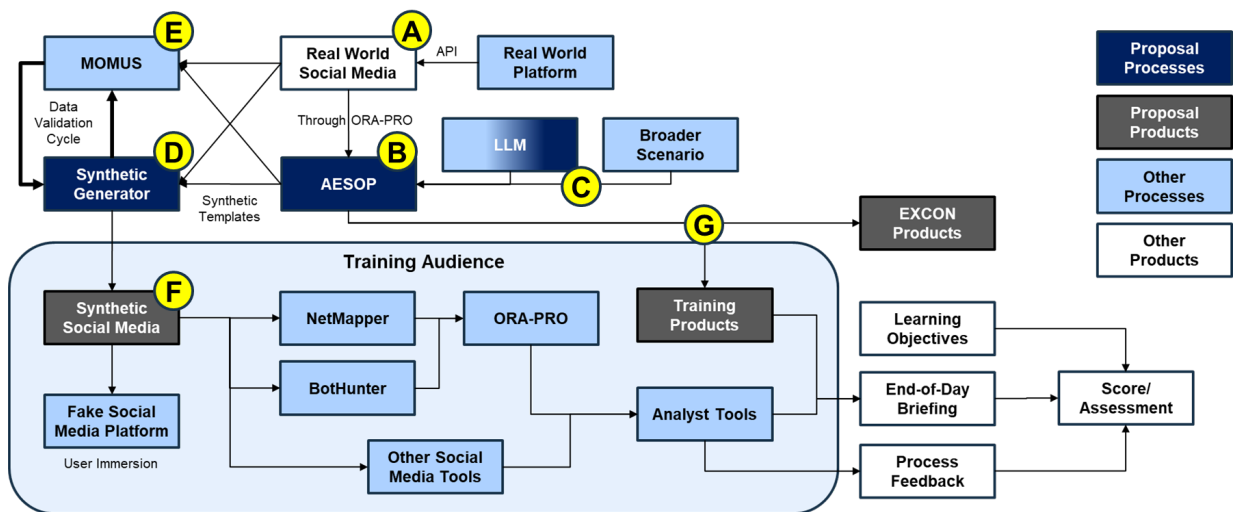 E
MOMUS
A
Real World
Social Media
API
Real World
Platform
Proposal
Processes
Proposal
Products
Other
Processes
Other
Products
Data
Validation
Cycle
Through ORA-PRO
D
Synthetic
Generator
Synthetic
Templates
B
AESOP
LLM
C
Broader
Scenario
G
EXCON
Products
Training Audience
F
Synthetic
Social Media
NetMapper
ORA-PRO
Training
Products
BotHunter
Fake Social
Media Platform
User Immersion
Other Social
Media Tools
Analyst Tools
Learning
Objectives
End-of-Day
Briefing
Process
Feedback
Score/
Assessment